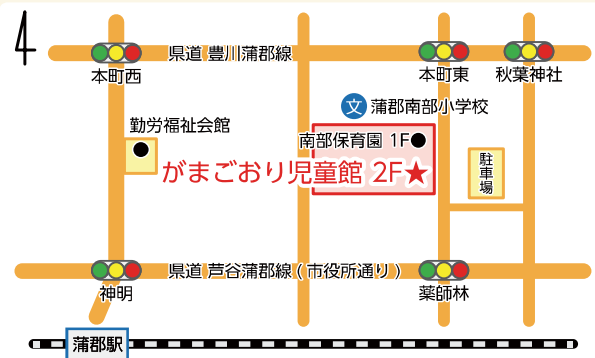 4
県道 豊川蒲郡線
本町西
本町東
秋葉神社
文 蒲郡南部小学校
勤労福祉会館
南部保育園 1F●
がまごおり児童館 2F★
駐車場
県道 芦谷蒲郡線(市役所通り)
神明
薬師林
蒲郡駅